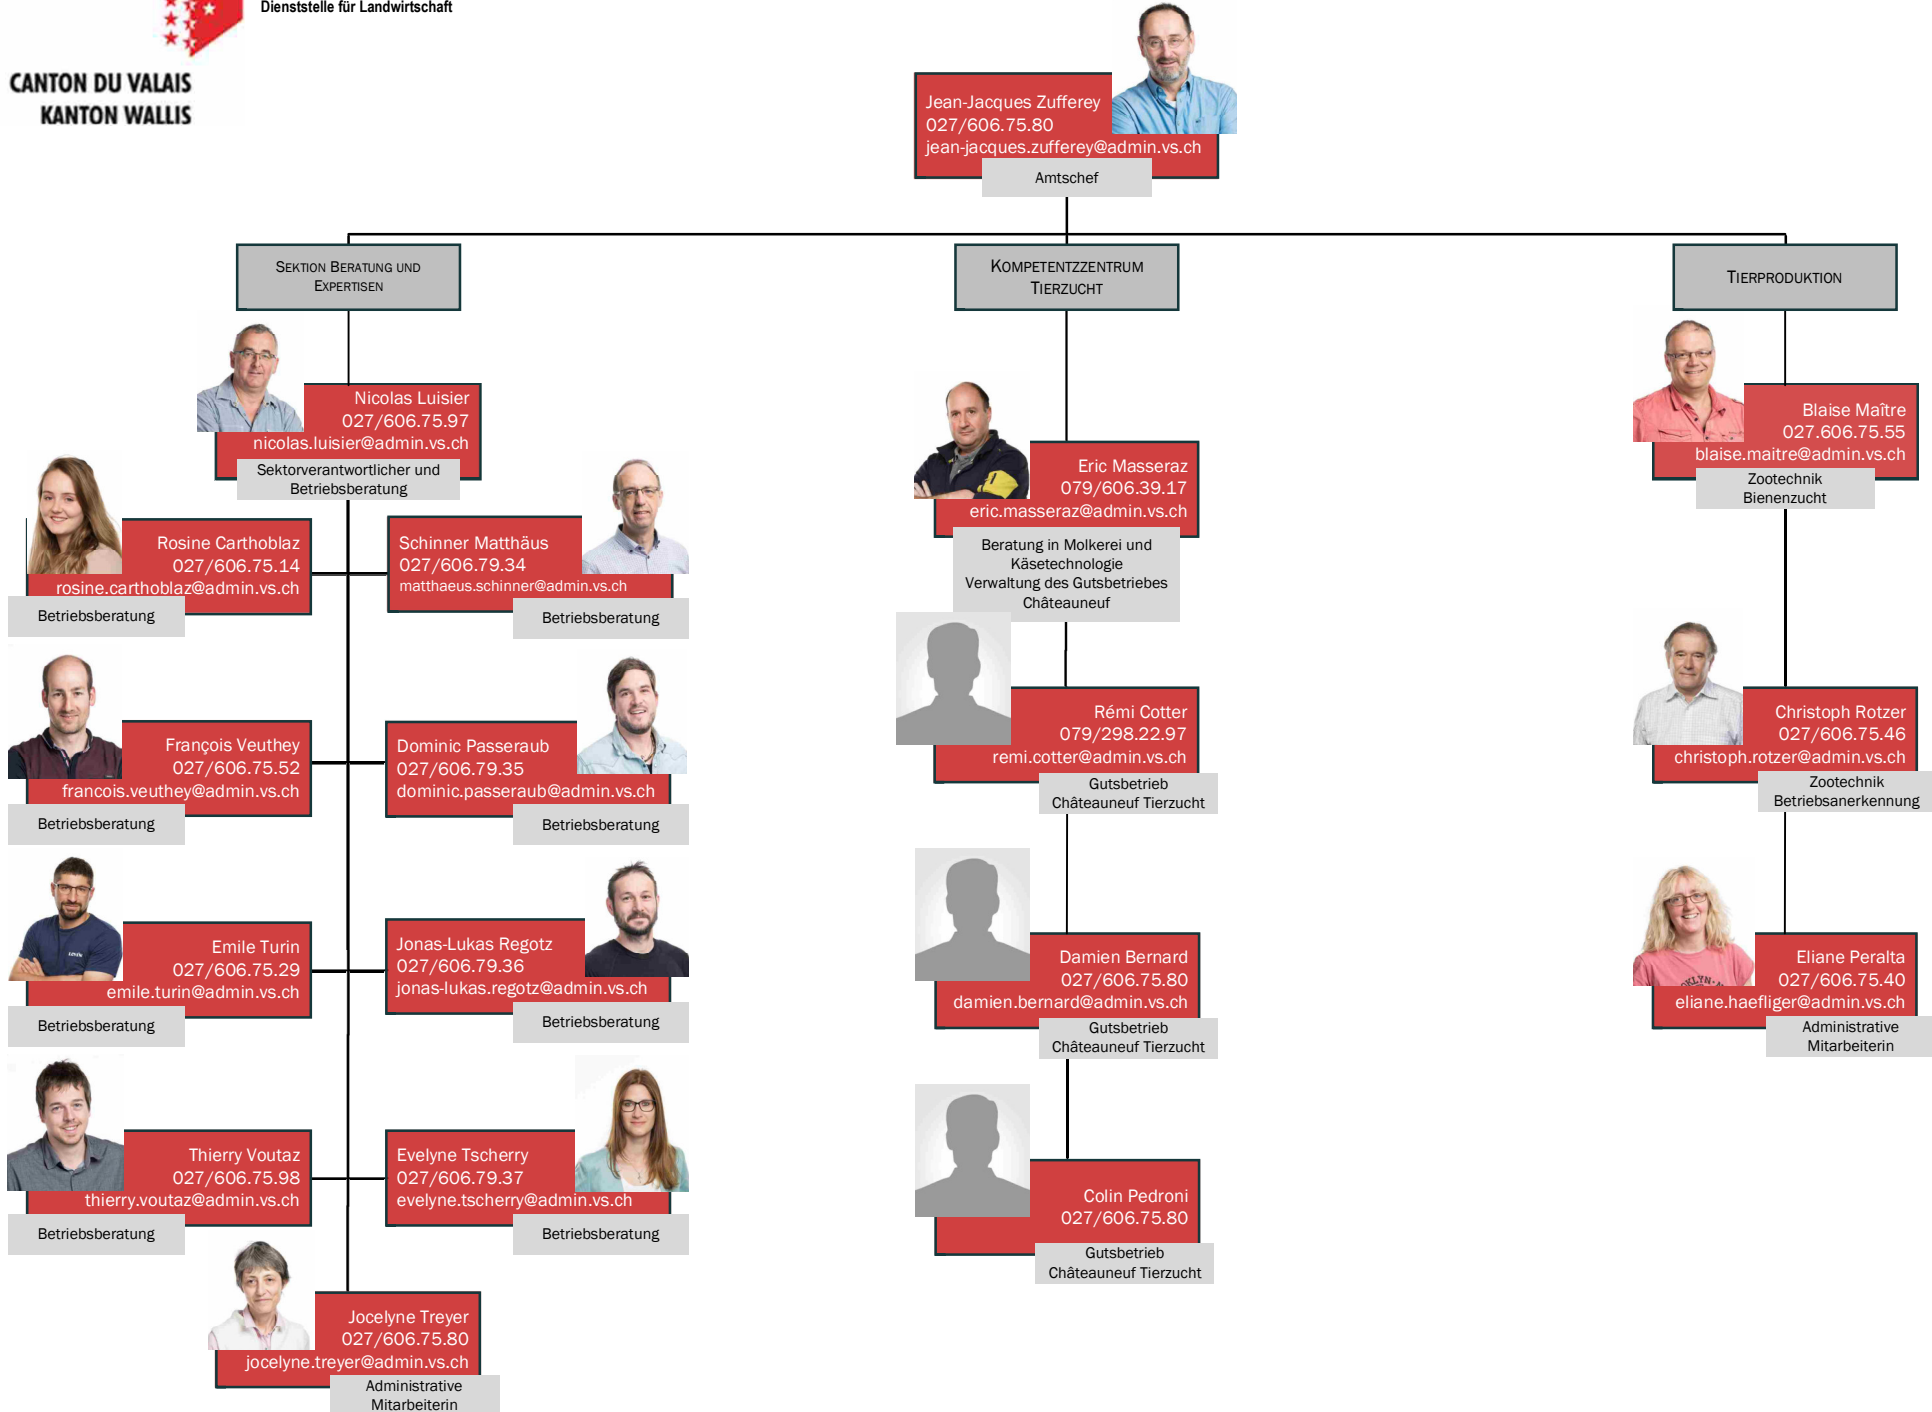 Dienststelle für Landwirtschaft
CANTON DU VALAIS
KANTON WALLIS
Jean-Jacques Zufferey
027/606.75.80
jean-jacques.zufferey@admin.vs.ch
Amtschef
SEKTION BERATUNG UND
EXPERTISEN
Nicolas Luisier
027/606.75.97
nicolas.luisier@admin.vs.ch
Sektorverantwortlicher und
Betriebsberatung
Rosine Carthoblaz
027/606.75.14
rosine.carthoblaz@admin.vs.ch
Betriebsberatung
Schinner Matthäus
027/606.79.34
matthaeus.schinner@admin.vs.ch
Betriebsberatung
François Veuthey
027/606.75.52
francois.veuthey@admin.vs.ch
Betriebsberatung
Dominic Passeraub
027/606.79.35
dominic.passeraub@admin.vs.ch
Betriebsberatung
Emile Turin
027/606.75.29
emile.turin@admin.vs.ch
Betriebsberatung
Jonas-Lukas Regotz
027/606.79.36
jonas-lukas.regotz@admin.vs.ch
Betriebsberatung
Thierry Voutaz
027/606.75.98
thierry.voutaz@admin.vs.ch
Betriebsberatung
Evelyne Tscherry
027/606.79.37
evelyne.tscherry@admin.vs.ch
Betriebsberatung
Jocelyne Treyer
027/606.75.80
jocelyne.treyer@admin.vs.ch
Administrative
Mitarbeiterin
KOMPETENTZZENTRUM
TIERZUCHT
Eric Masseraz
079/606.39.17
eric.masseraz@admin.vs.ch
Beratung in Molkerei und
Käsetechnologie
Verwaltung des Gutsbetriebes
Châteauneuf
Rémi Cotter
079/298.22.97
remi.cotter@admin.vs.ch
Gutsbetrieb
Châteauneuf Tierzucht
Damien Bernard
027/606.75.80
damien.bernard@admin.vs.ch
Gutsbetrieb
Châteauneuf Tierzucht
Colin Pedroni
027/606.75.80
Gutsbetrieb
Châteauneuf Tierzucht
TIERPRODUKTION
Blaise Maître
027.606.75.55
blaise.maitre@admin.vs.ch
Zootechnik
Bienenzucht
Christoph Rotzer
027/606.75.46
christoph.rotzer@admin.vs.ch
Zootechnik
Betriebsanerkennung
Eliane Peralta
027/606.75.40
eliane.haefliger@admin.vs.ch
Administrative
Mitarbeiterin